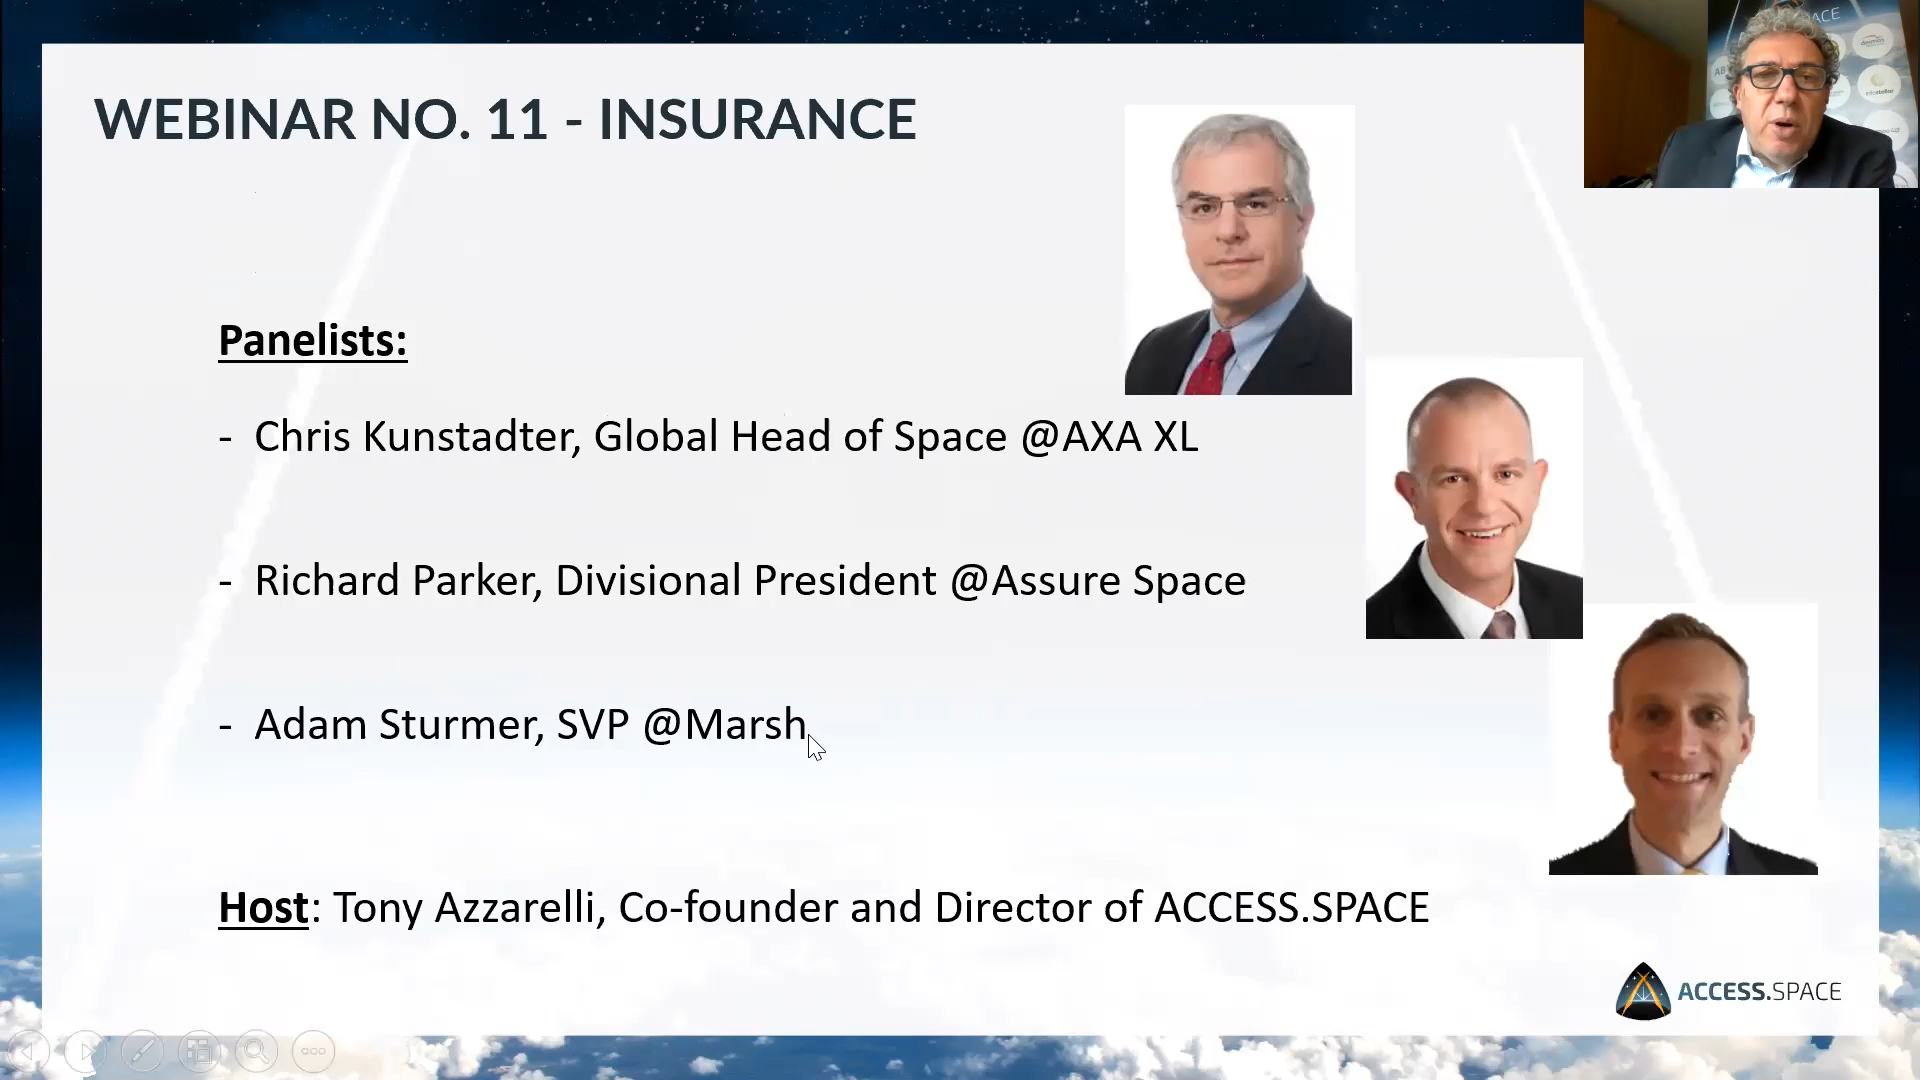 WEBINAR NO. 11 - INSURANCE
Panelists:
- Chris Kunstadter, Global Head of Space @AXA XL
- Richard Parker, Divisional President @Assure Space
- Adam Sturmer, SVP @Marsh
Host: Tony Azzarelli, Co-founder and Director of ACCESS.SPACE
ACCESS.SPACE